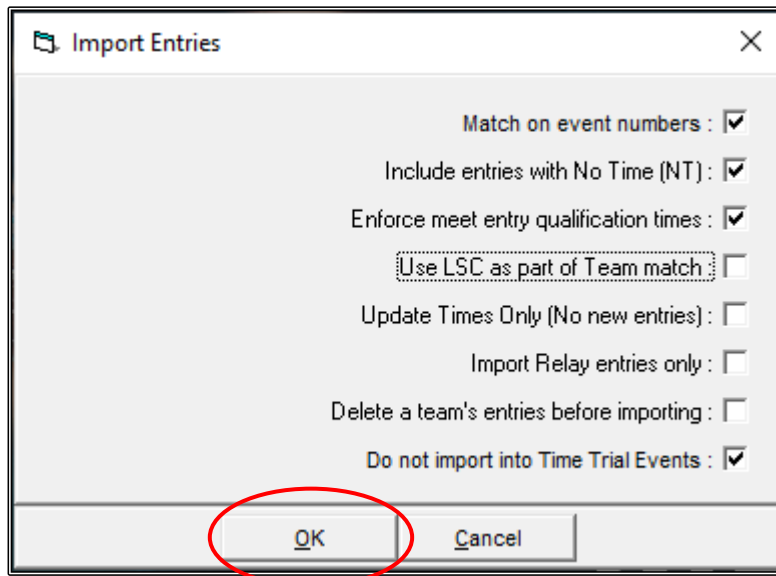 Import Entries
Match on event numbers :
Include entries with No Time (NT) :
Enforce meet entry qualification times :
Use LSC as part of Team match :
Update Times Only (No new entries) :
Import Relay entries only :
Delete a team's entries before importing :
Do not import into Time Trial Events :
OK Cancel